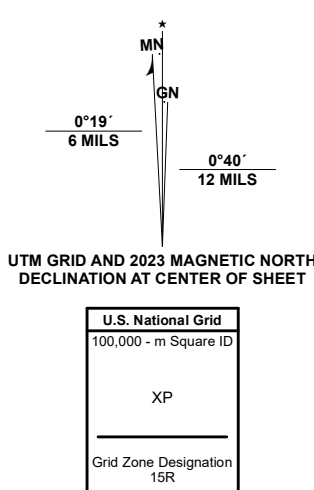 MN
GN
0°19´
6 MILS
0°40´
12 MILS
UTM GRID AND 2023 MAGNETIC NORTH
DECLINATION AT CENTER OF SHEET
U.S. National Grid
100,000 - m Square ID
XP
Grid Zone Designation
15R